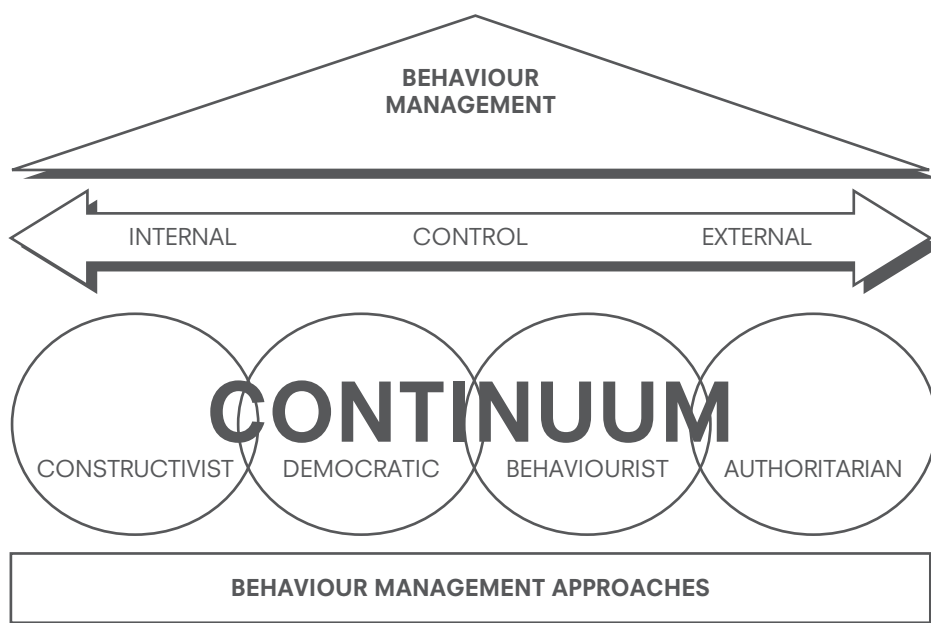 BEHAVIOUR
MANAGEMENT
INTERNAL CONTROL EXTERNAL
CONTINUUM
CONSTRUCTIVIST DEMOCRATIC BEHAVIOURIST AUTHORITARIAN
BEHAVIOUR MANAGEMENT APPROACHES